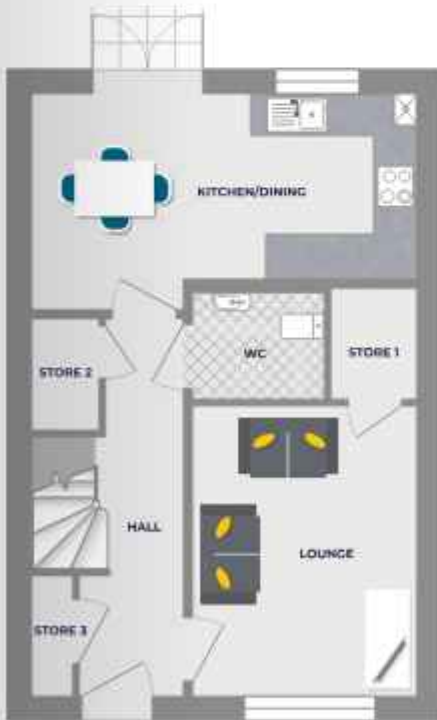 KITCHEN/DINING
WC
STORE 1
STORE 2
HALL
LOUNGE
STORE 3